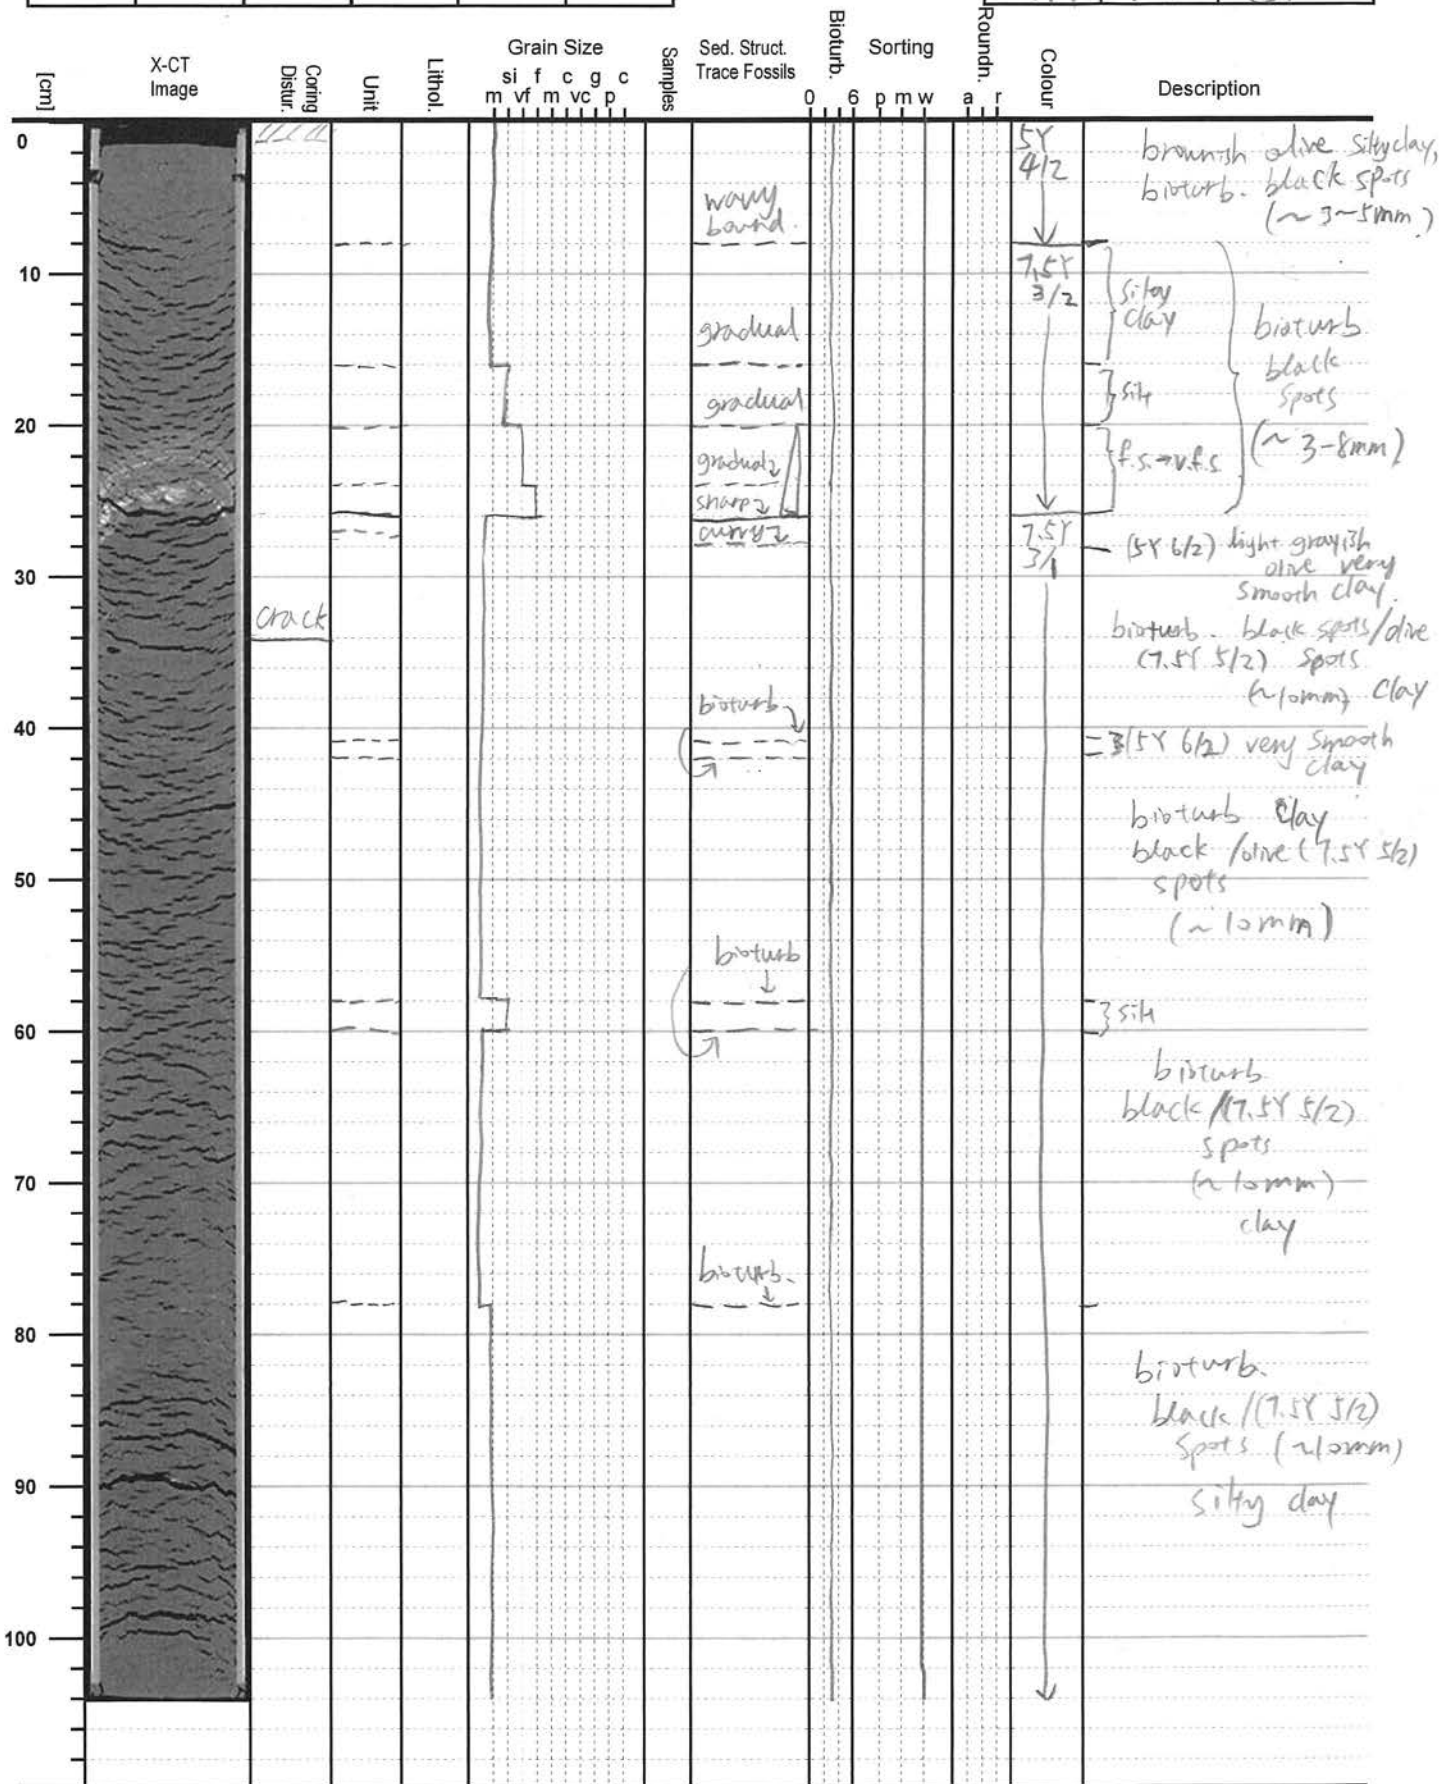 [cm]
X-CT
Image
Coring
Distur.
Unit
Lithol.
Grain Size
si f c g c
m vf m vc p
Samples
Sed. Struct.
Trace Fossils
Bioturb.
0 6
Sorting
p m w
Roundn.
a r
Colour
Description
0
5Y
4/2
brownish olive silty clay,
bioturb. black spots
(~3~5mm)
wavy
bound.
10
7.5Y
3/2
silty
clay
bioturb
black
spots
(~3-8mm)
gradual
silt
gradual
20
f.s.→v.f.s
gradual
sharp
7.5Y
3/1
(5Y 6/2) light grayish
olive very
smooth clay.
30
crack
bioturb. black spots/olive
(7.5Y 5/2) spots
(~10mm) clay
bioturb.
40
(5Y 6/2) very smooth
clay
bioturb clay
black/olive (7.5Y 5/2)
spots
(~10mm)
50
bioturb
silt
60
bioturb
black/(7.5Y 5/2)
spots
(~10mm)
clay
70
bioturb.
80
bioturb.
black/(7.5Y 5/2)
spots (~10mm)
silty clay
90
100